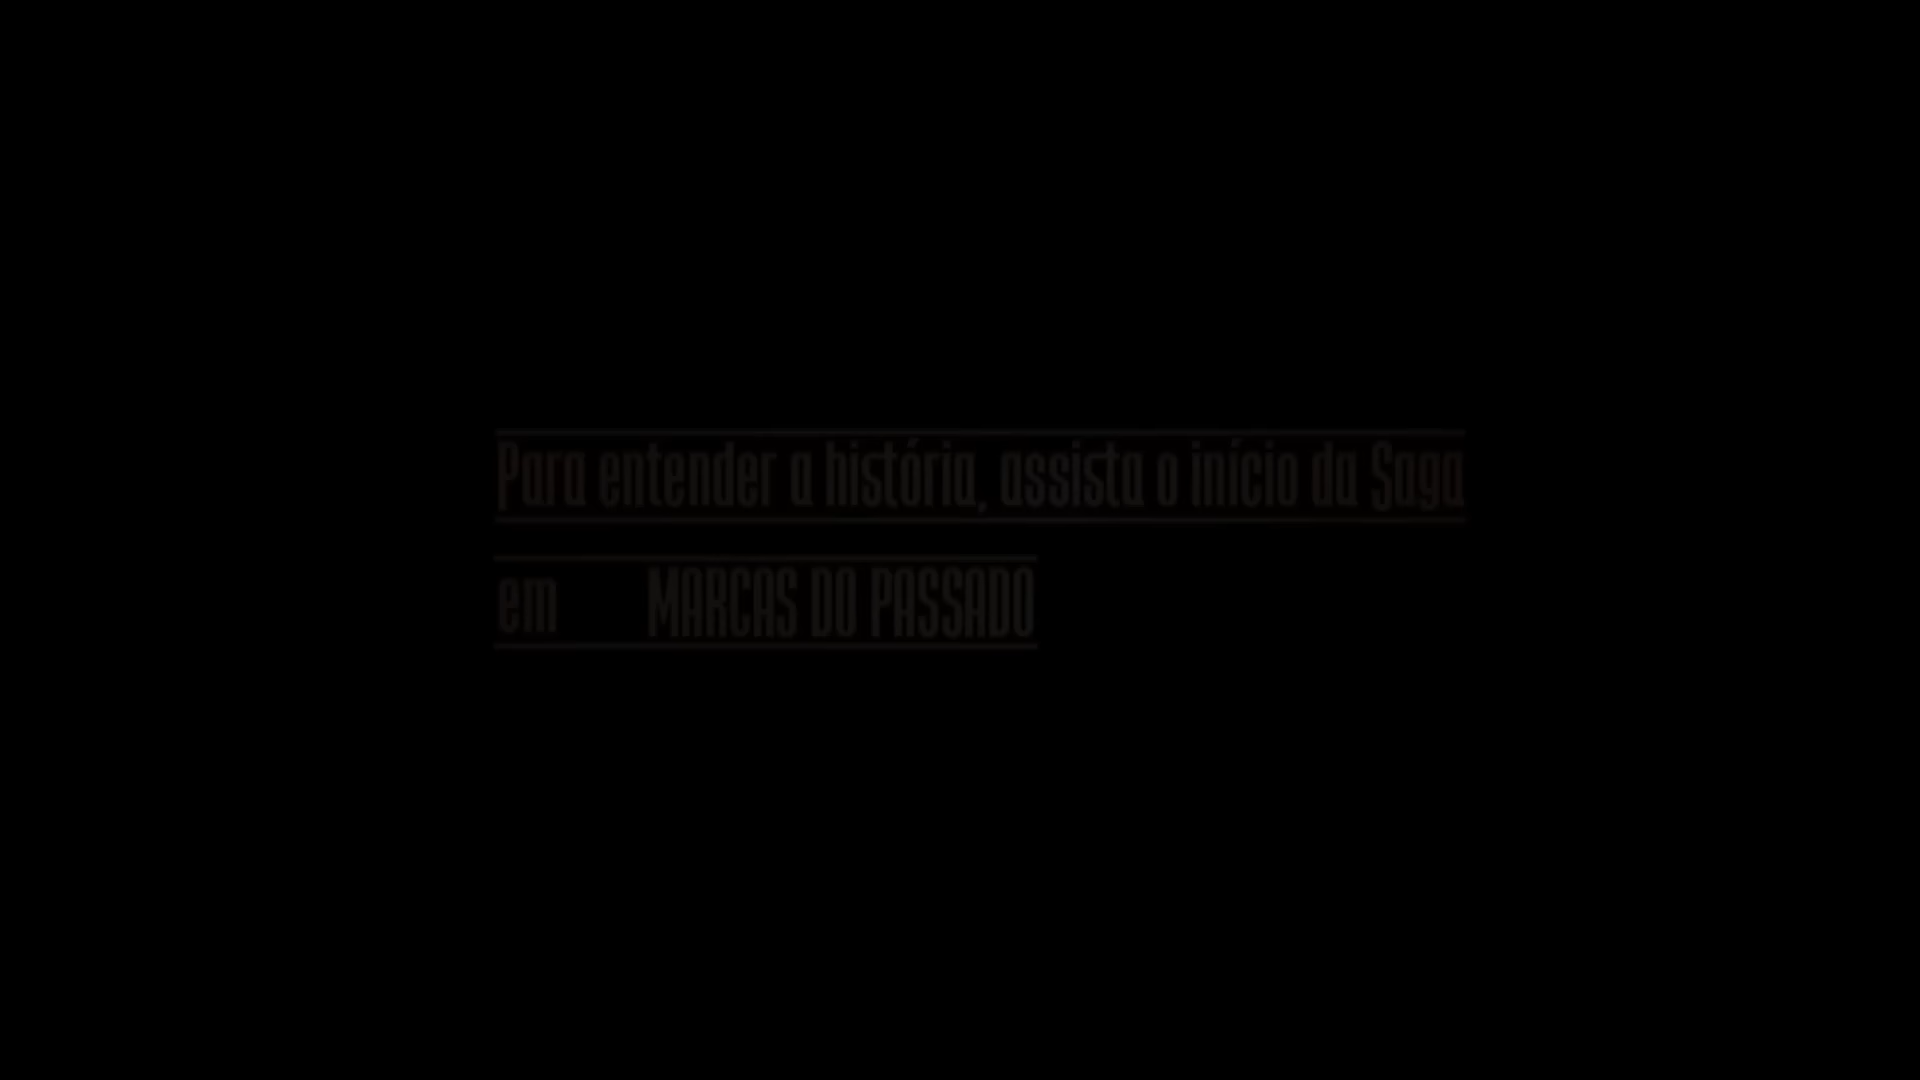 Para entender a história, assista o início da Saga
em MARCAS DO PASSADO